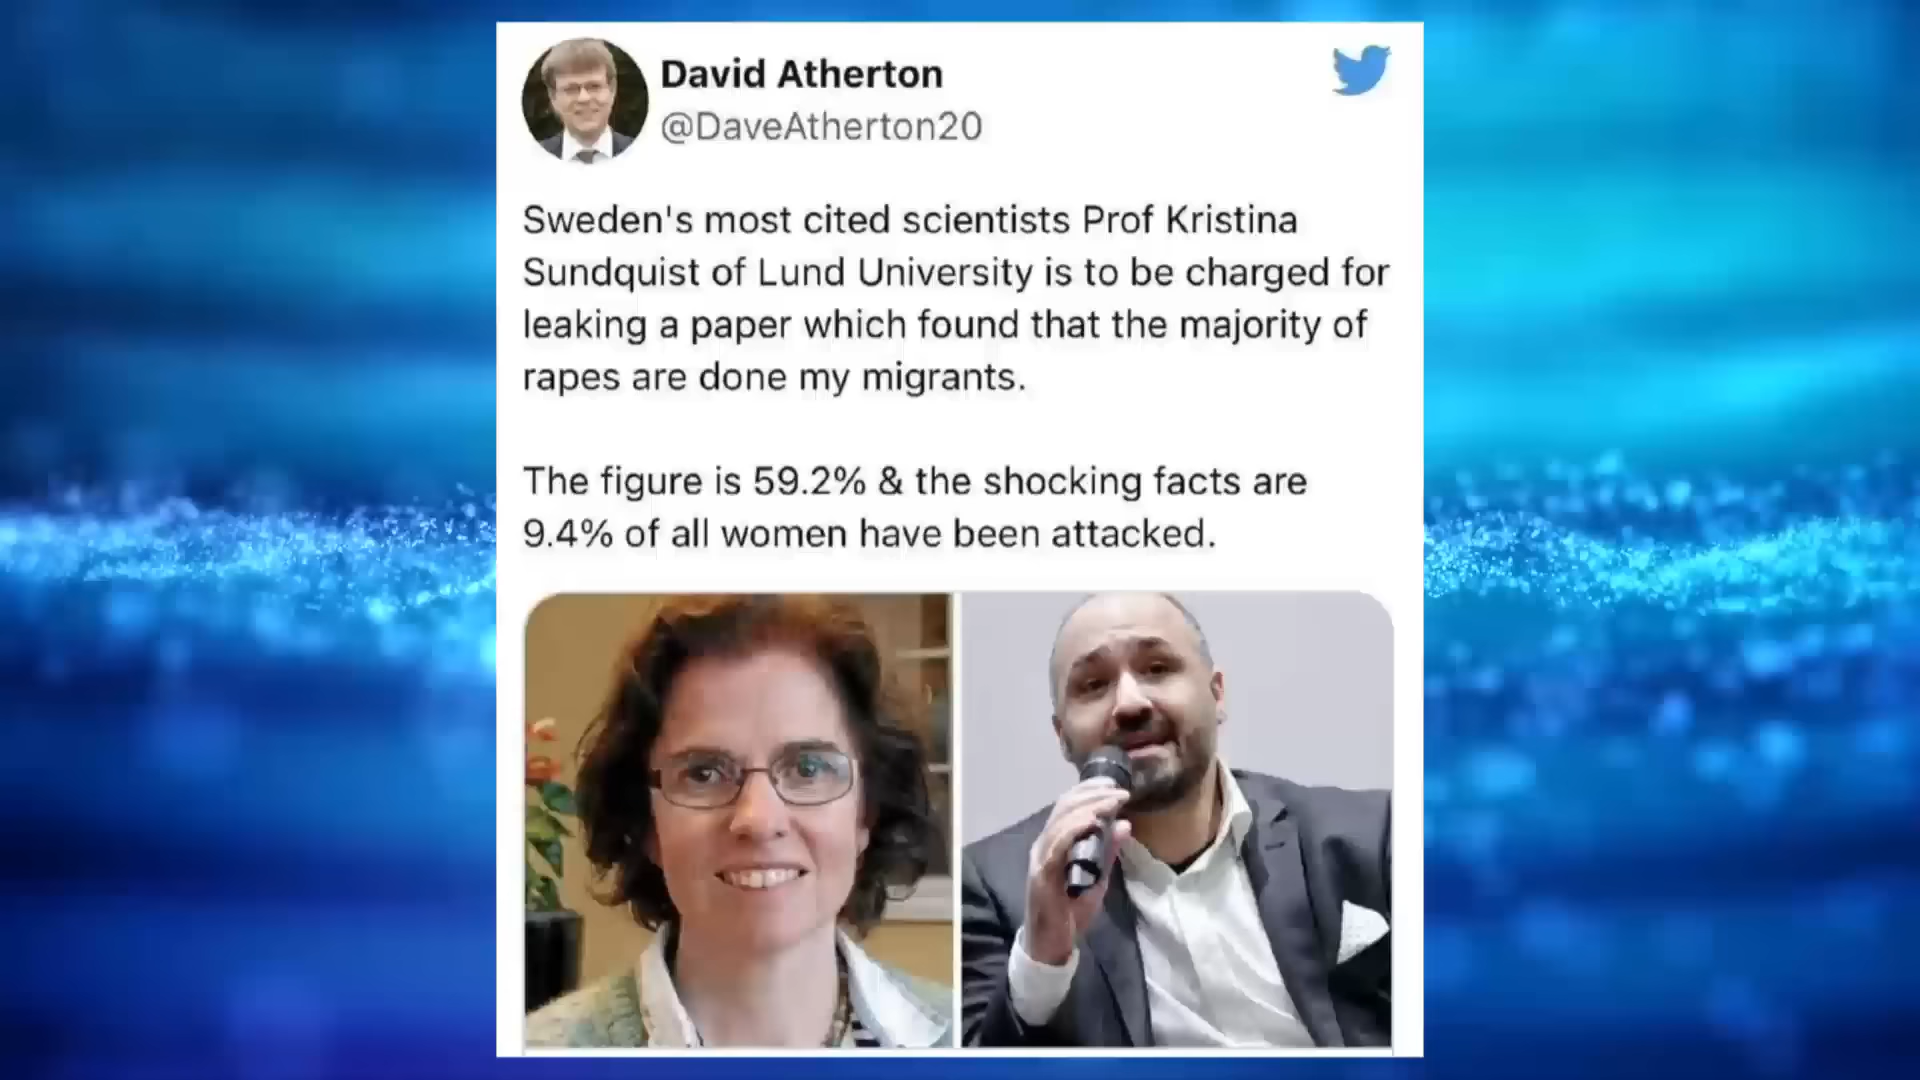 David Atherton
@DaveAtherton20
Sweden's most cited scientists Prof Kristina
Sundquist of Lund University is to be charged for
leaking a paper which found that the majority of
rapes are done my migrants.
The figure is 59.2% & the shocking facts are
9.4% of all women have been attacked.